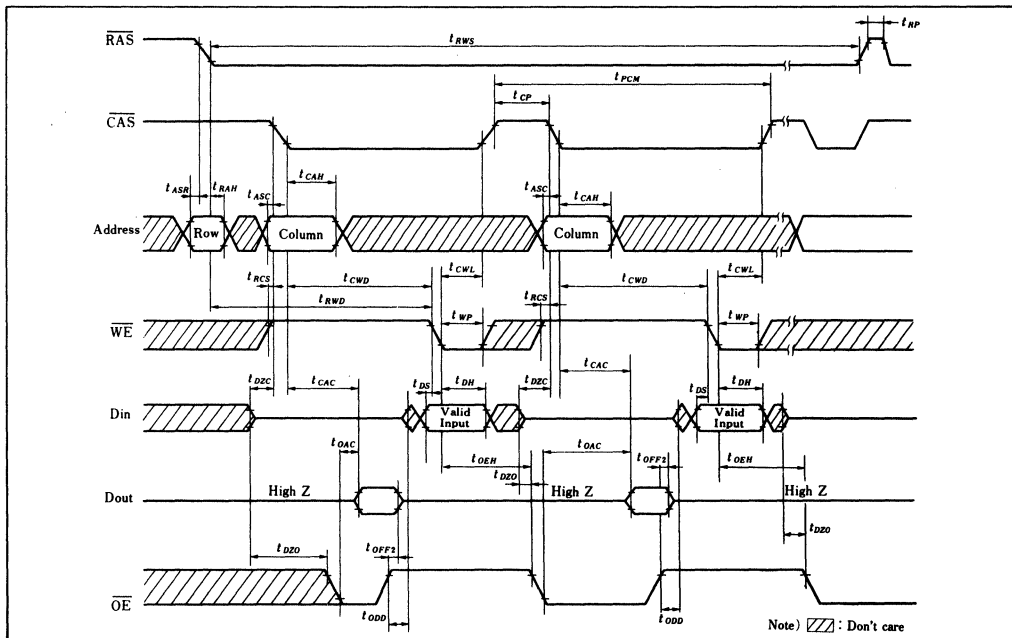 RAS
tRWS
tRP
tPCM
tCP
CAS
tASR
tRAH
tASC
tCAH
tASC
tCAH
Address
Row
Column
Column
tRCS
tCWD
tCWL
tRWD
tRCS
tCWD
tCWL
WE
tWP
tWP
tDZC
tCAC
tDS
tDH
tDZC
tCAC
tDS
tDH
Din
Valid
Input
Valid
Input
tOAC
tOEH
tDZO
tOAC
tOFF2
tOEH
Dout
High Z
High Z
High Z
tDZO
tDZO
tOFF2
OE
tODD
tODD
Note) : Don't care